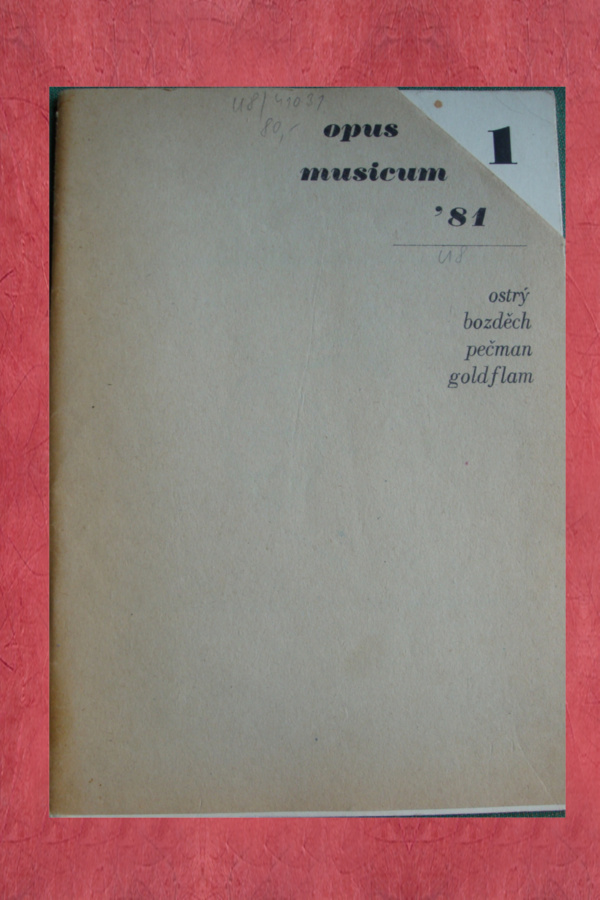 opus
1
musicum
'81
ostrý
bozděch
pečman
goldflam